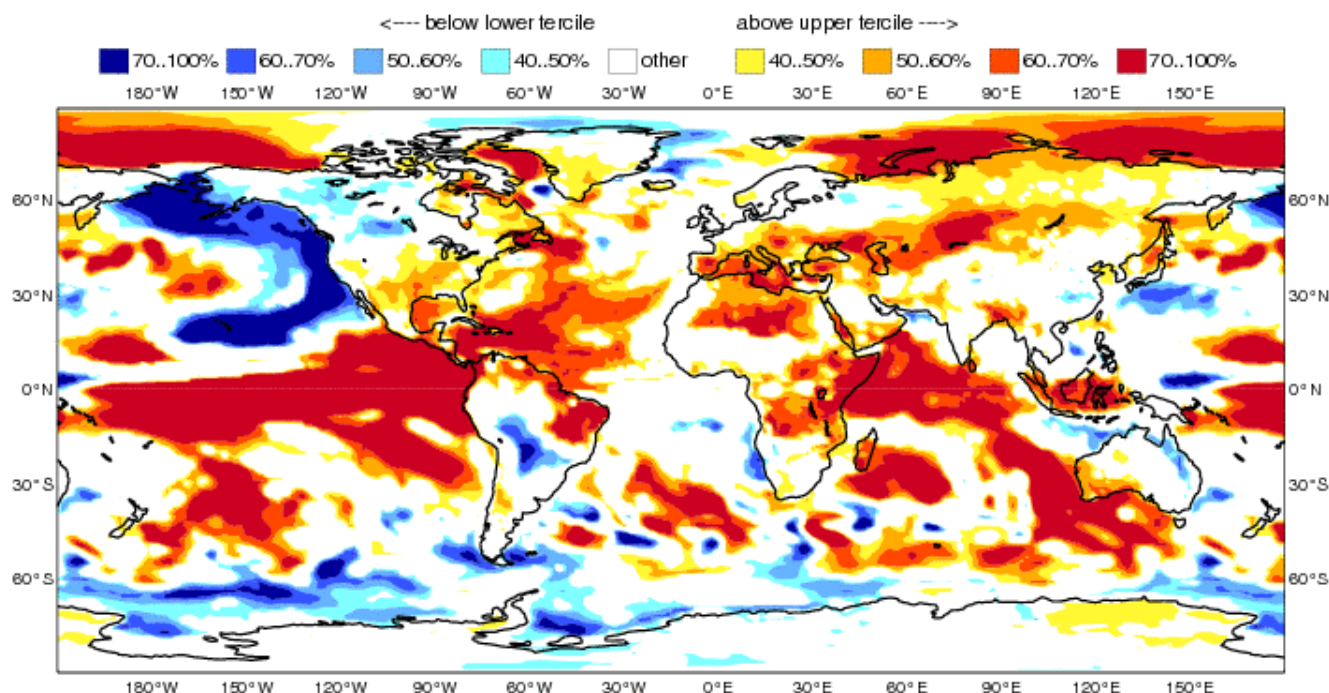 <---- below lower tercile above upper tercile ---->
70..100% 60..70% 50..60% 40..50% other 40..50% 50..60% 60..70% 70..100%
180°W 150°W 120°W 90°W 60°W 30°W 0°E 30°E 60°E 90°E 120°E 150°E
60°N 60°N
30°N 30°N
0°N 0°N
30°S 30°S
60°S 60°S
180°W 150°W 120°W 90°W 60°W 30°W 0°E 30°E 60°E 90°E 120°E 150°E